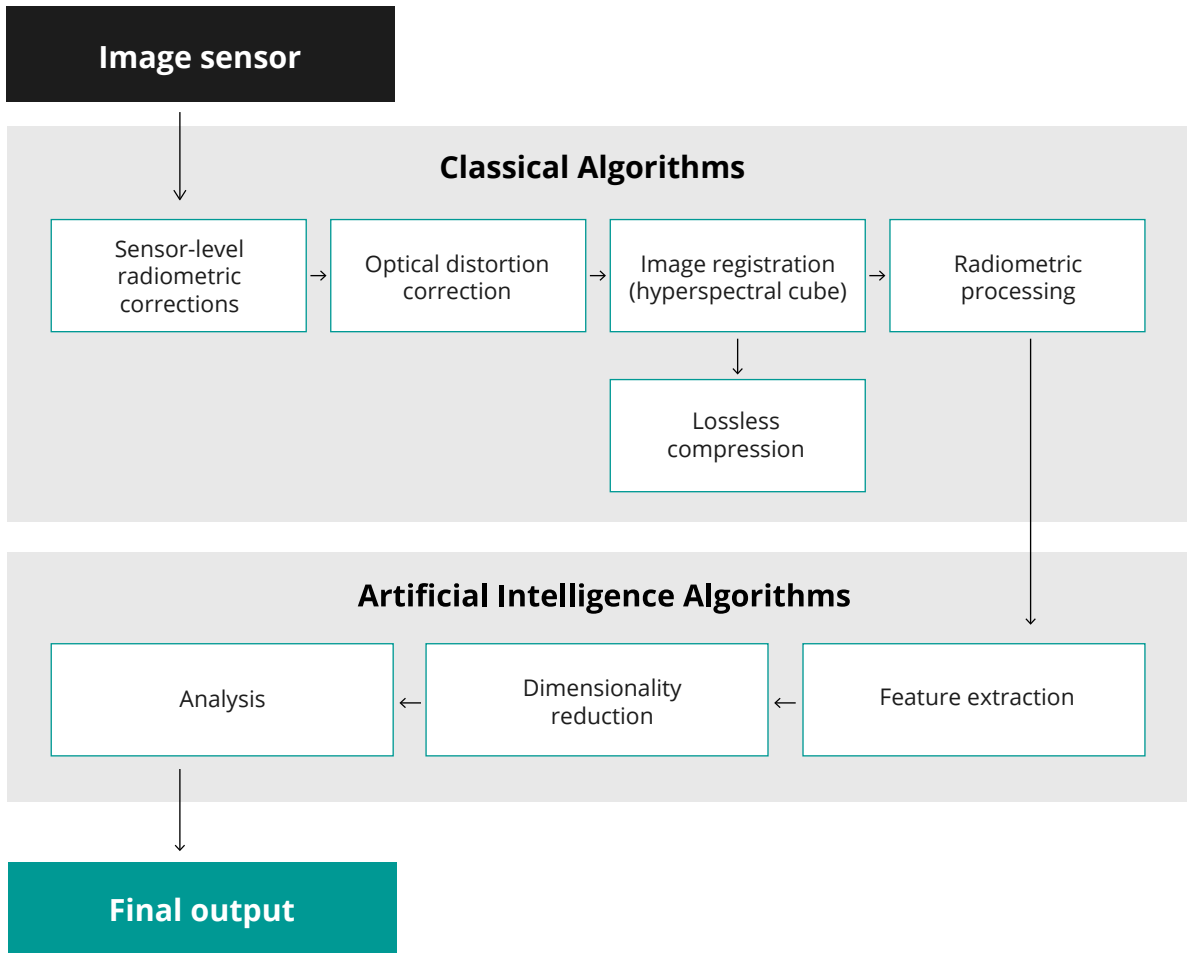 Image sensor
Classical Algorithms
Sensor-level
radiometric
corrections
Optical distortion
correction
Image registration
(hyperspectral cube)
Radiometric
processing
Lossless
compression
Artificial Intelligence Algorithms
Analysis
Dimensionality
reduction
Feature extraction
Final output